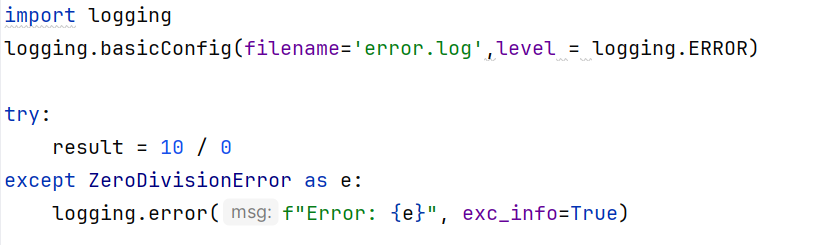 import logging
logging.basicConfig(filename='error.log',level = logging.ERROR)
try:
    result = 10 / 0
except ZeroDivisionError as e:
    logging.error( msg: f"Error: {e}", exc_info=True)